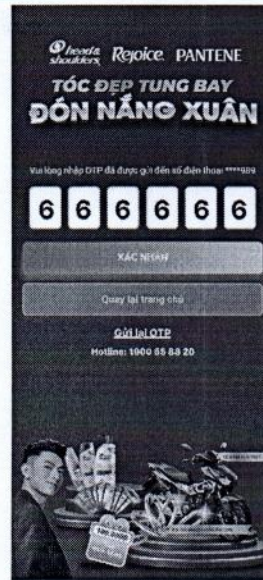 head& shoulders Rejoice PANTENE
TÓC ĐẸP TUNG BAY
ĐÓN NẮNG XUÂN
Vui lòng nhập OTP đã được gửi đến số điện thoại ****989
6 6 6 6 6 6
XÁC NHẬN
Quay lại trang chủ
Gửi lại OTP
Hotline: 1900 55 88 20